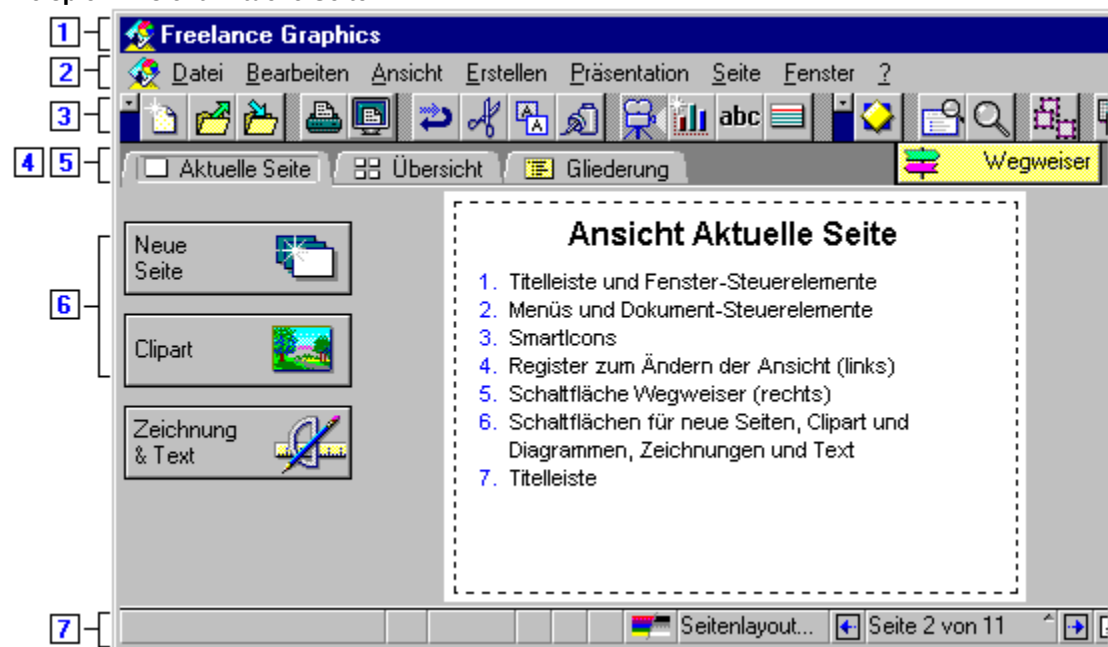 1 Freelance Graphics
2 Datei Bearbeiten Ansicht Erstellen Präsentation Seite Fenster ?
3 abc
4 5 Aktuelle Seite Übersicht Gliederung Wegweiser
Neue
Seite
6
Clipart
Zeichnung
& Text
Ansicht Aktuelle Seite
1. Titelleiste und Fenster-Steuerelemente
2. Menüs und Dokument-Steuerelemente
3. SmartIcons
4. Register zum Ändern der Ansicht (links)
5. Schaltfläche Wegweiser (rechts)
6. Schaltflächen für neue Seiten, Clipart und
Diagrammen, Zeichnungen und Text
7. Titelleiste
7 Seitenlayout... Seite 2 von 11